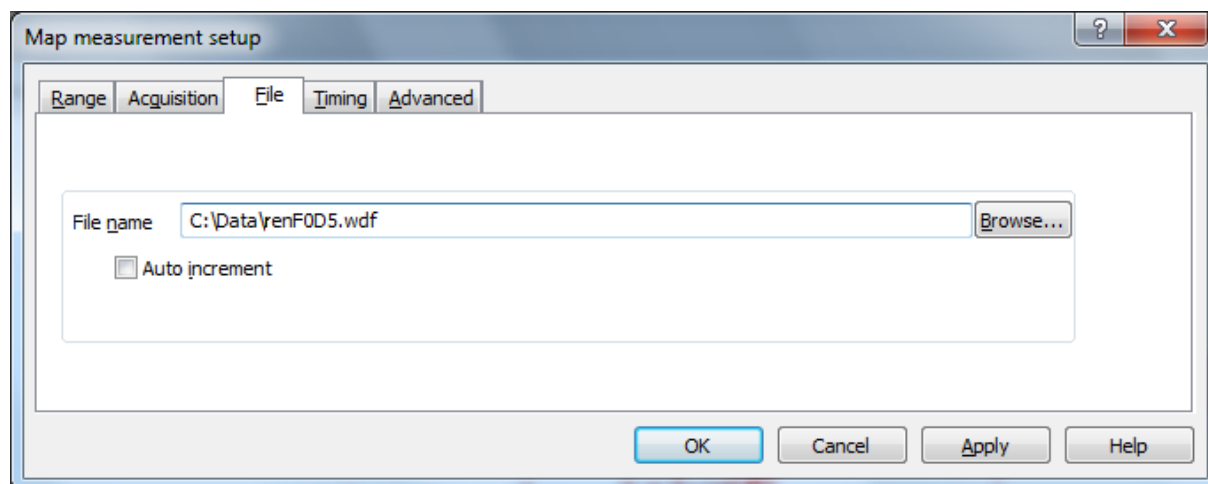 Map measurement setup
?
Range Acquisition File Timing Advanced
File name C:\Data\renF0D5.wdf Browse...
Auto increment
OK Cancel Apply Help